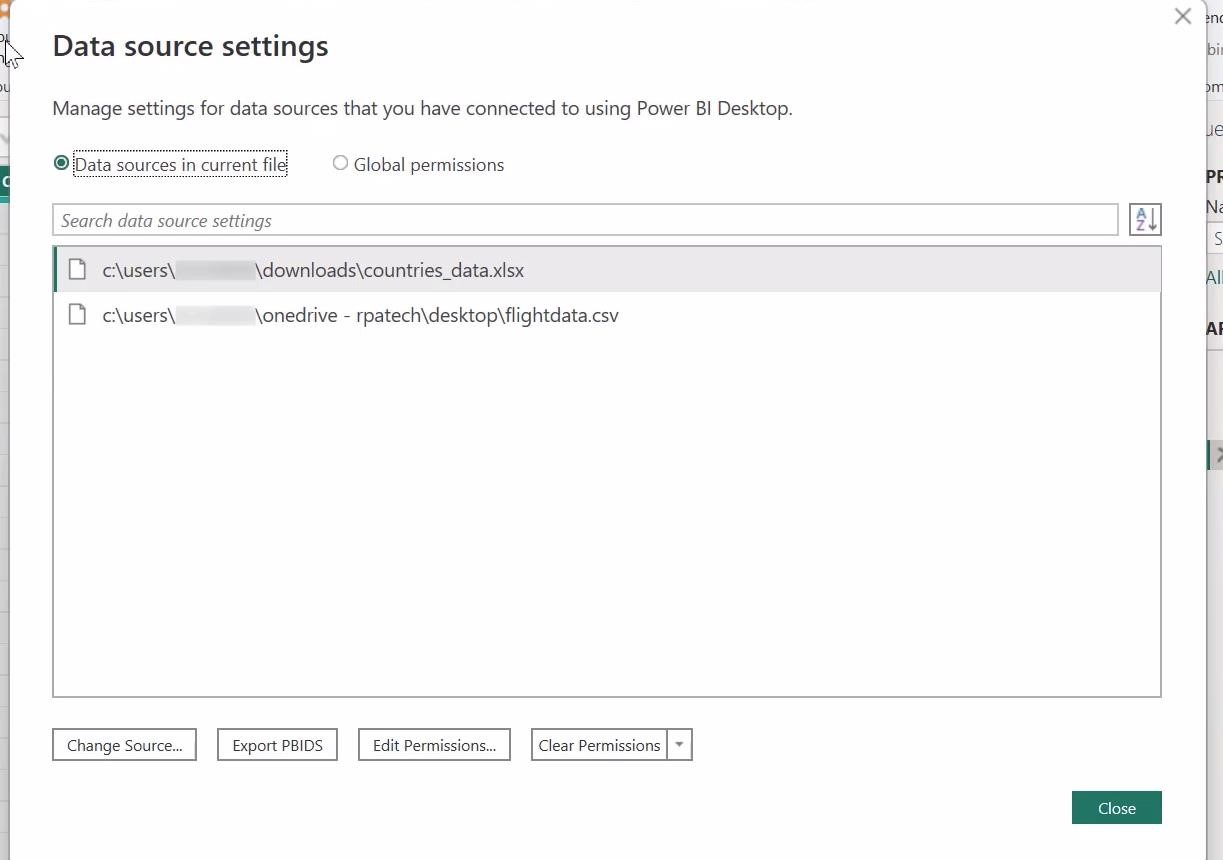 Data source settings
Manage settings for data sources that you have connected to using Power BI Desktop.
Data sources in current file
Global permissions
Search data source settings
c:\users\ \downloads\countries_data.xlsx
c:\users\ \onedrive - rpatech\desktop\flightdata.csv
Change Source...
Export PBIDS
Edit Permissions...
Clear Permissions
Close